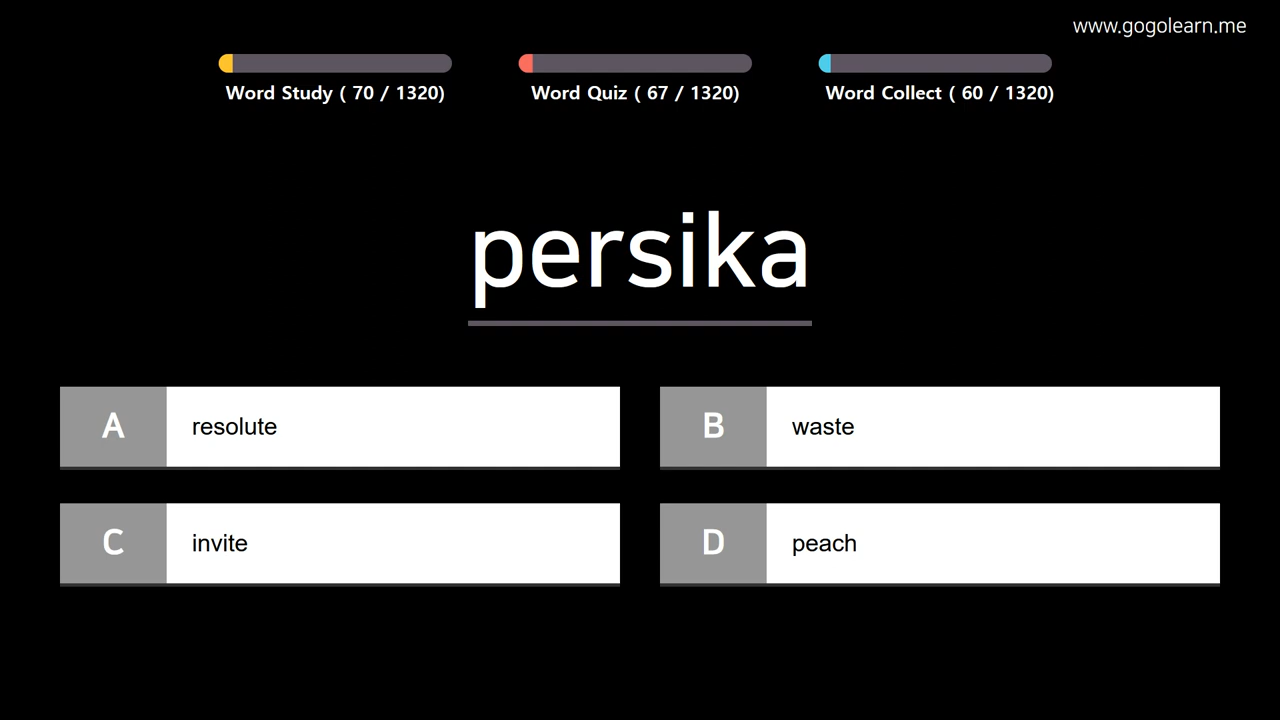 www.gogolearn.me
Word Study ( 70 / 1320)
Word Quiz ( 67 / 1320)
Word Collect ( 60 / 1320)
persika
A resolute
B waste
C invite
D peach